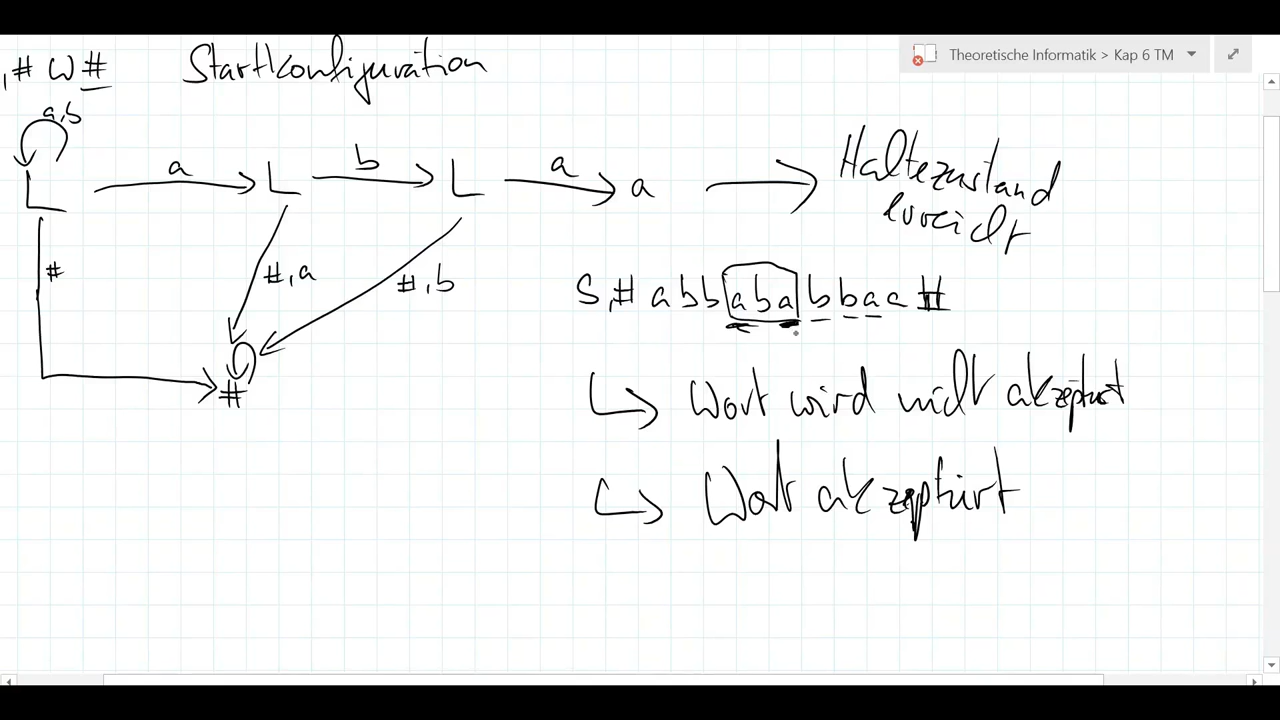 ,# w # Startkonfiguration
Theoretische Informatik > Kap 6 TM
a,b
L a L b L a a Haltezustand
erreicht
# #,a #,b
S,# a b b a b a b b a a #
#
↳ Wort wird nicht akzeptiert
↳ Wort akzeptiert